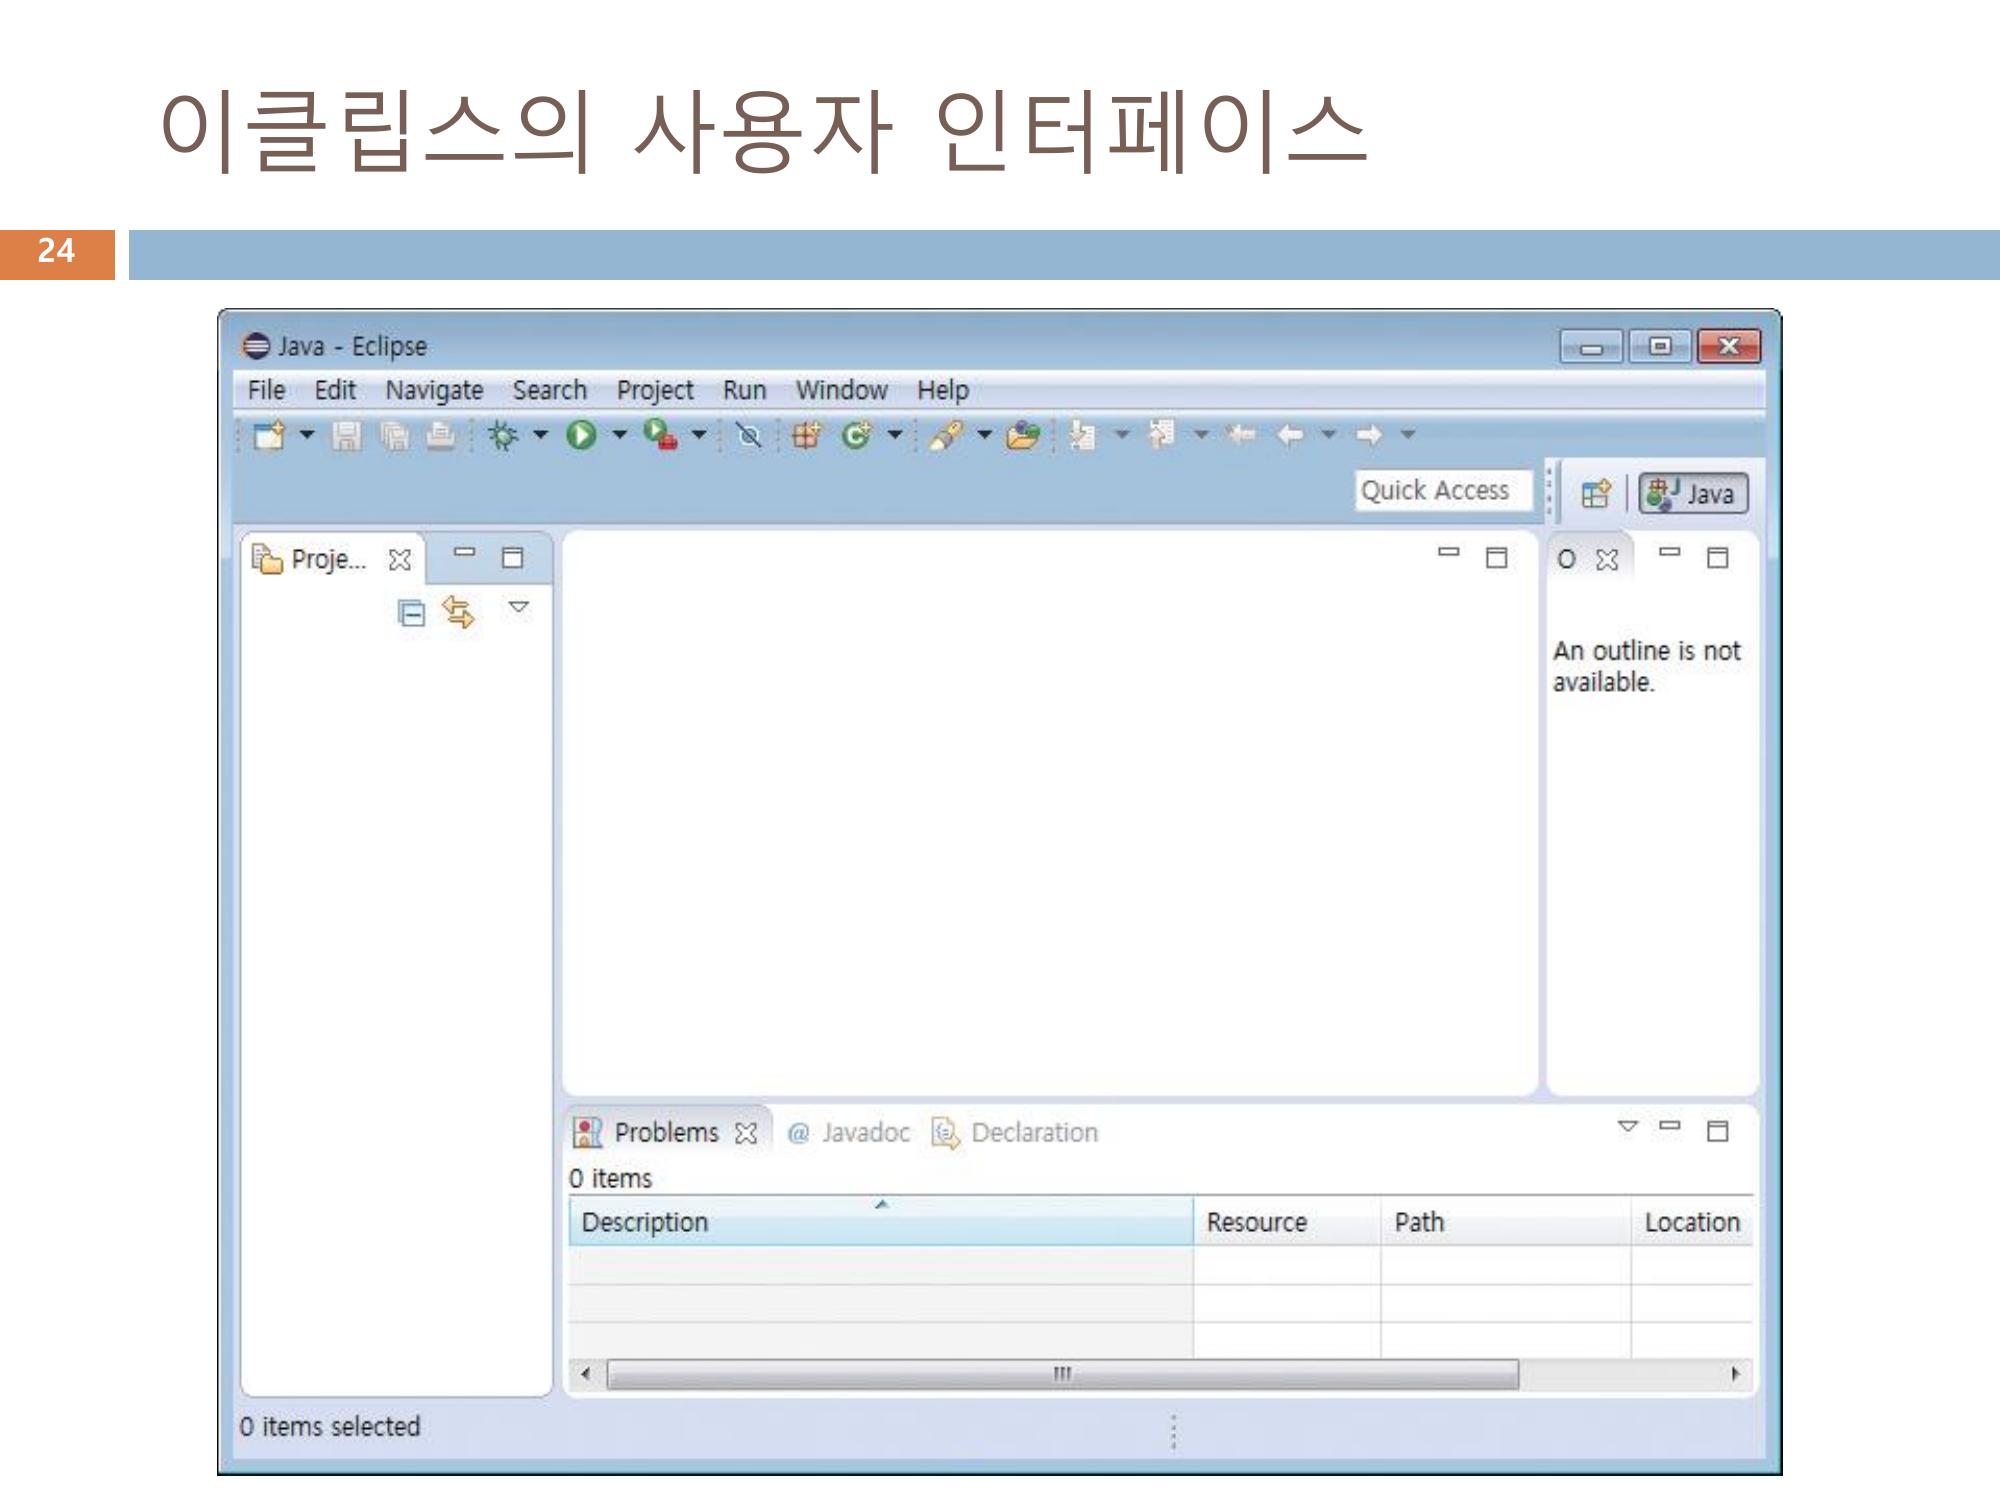 이클립스의 사용자 인터페이스
24
Java - Eclipse
File Edit Navigate Search Project Run Window Help
Quick Access
Java
Proje...
O
An outline is not
available.
Problems @ Javadoc Declaration
0 items
Description Resource Path Location
0 items selected